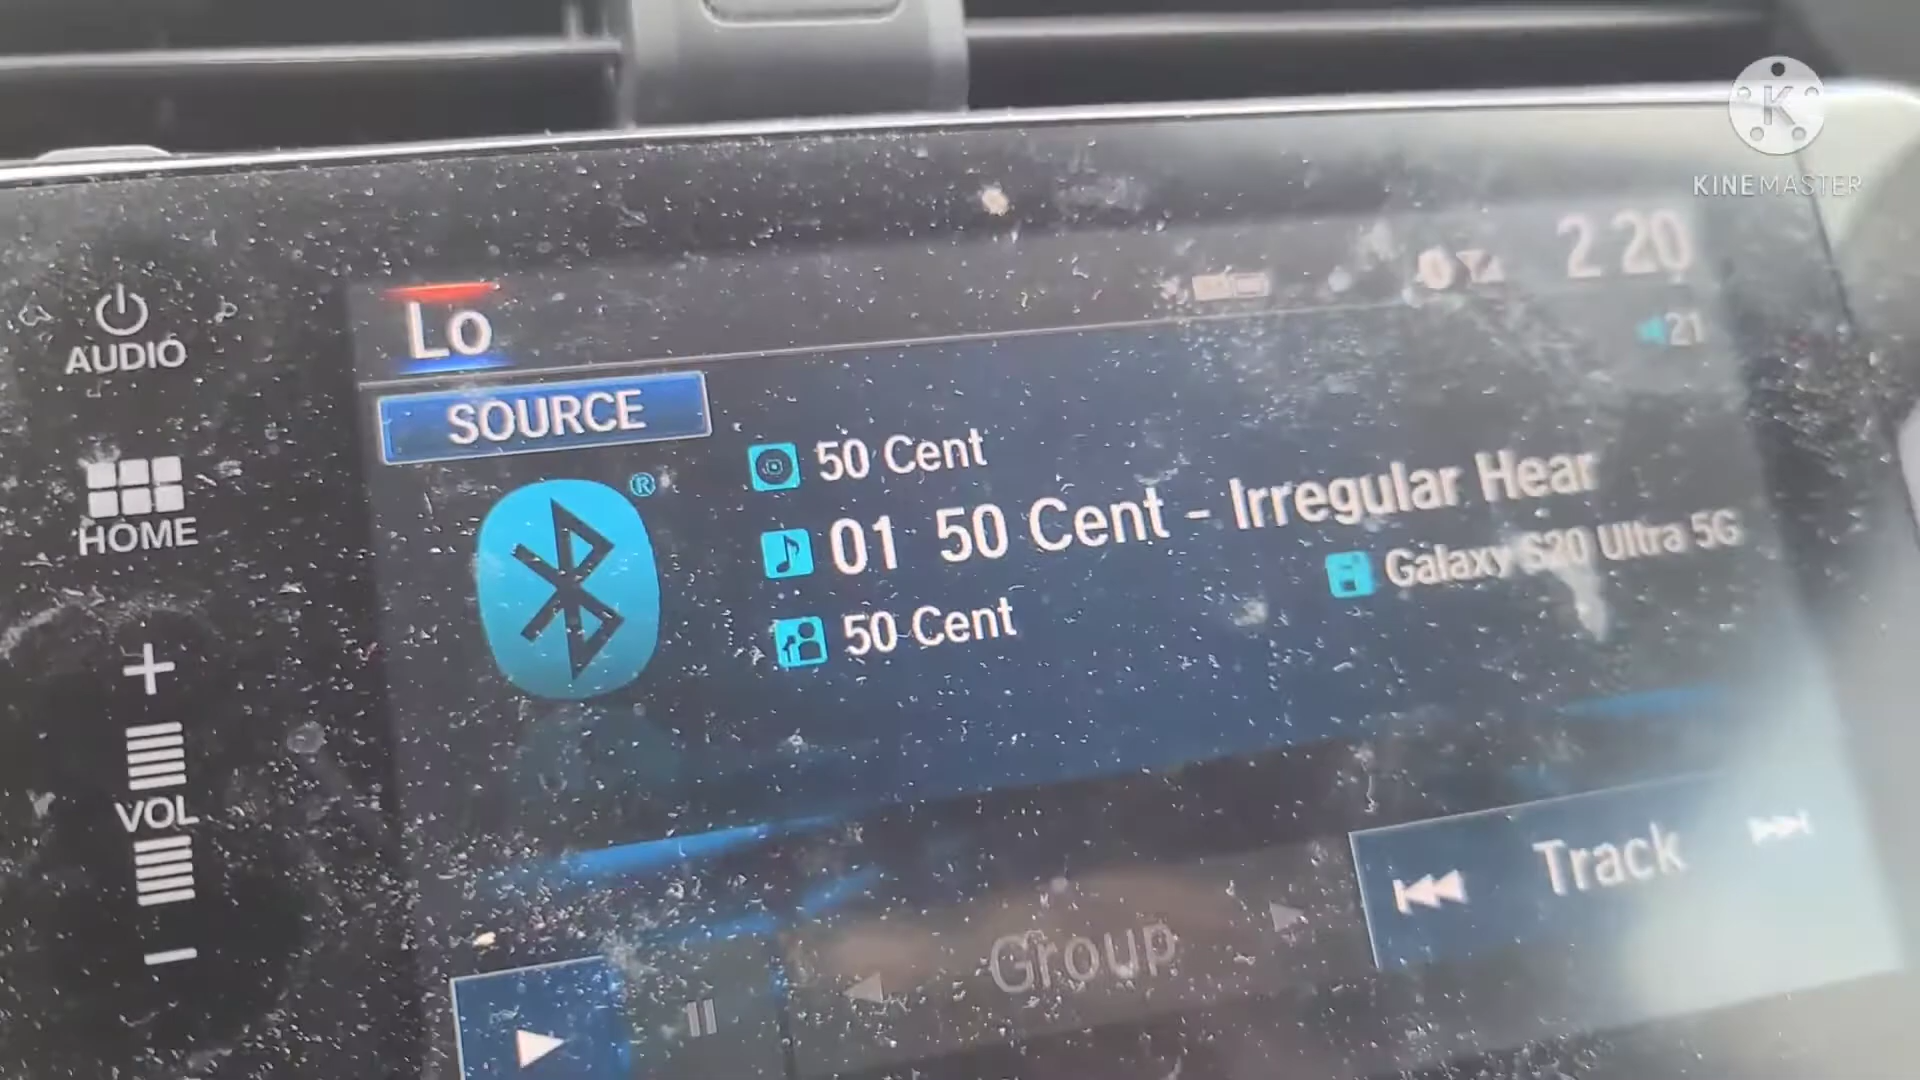 KINEMASTER
2 20
Lo
21
AUDIO
SOURCE
50 Cent
01 50 Cent - Irregular Hear
Galaxy S20 Ultra 5G
50 Cent
HOME
+
VOL
−
Group
Track